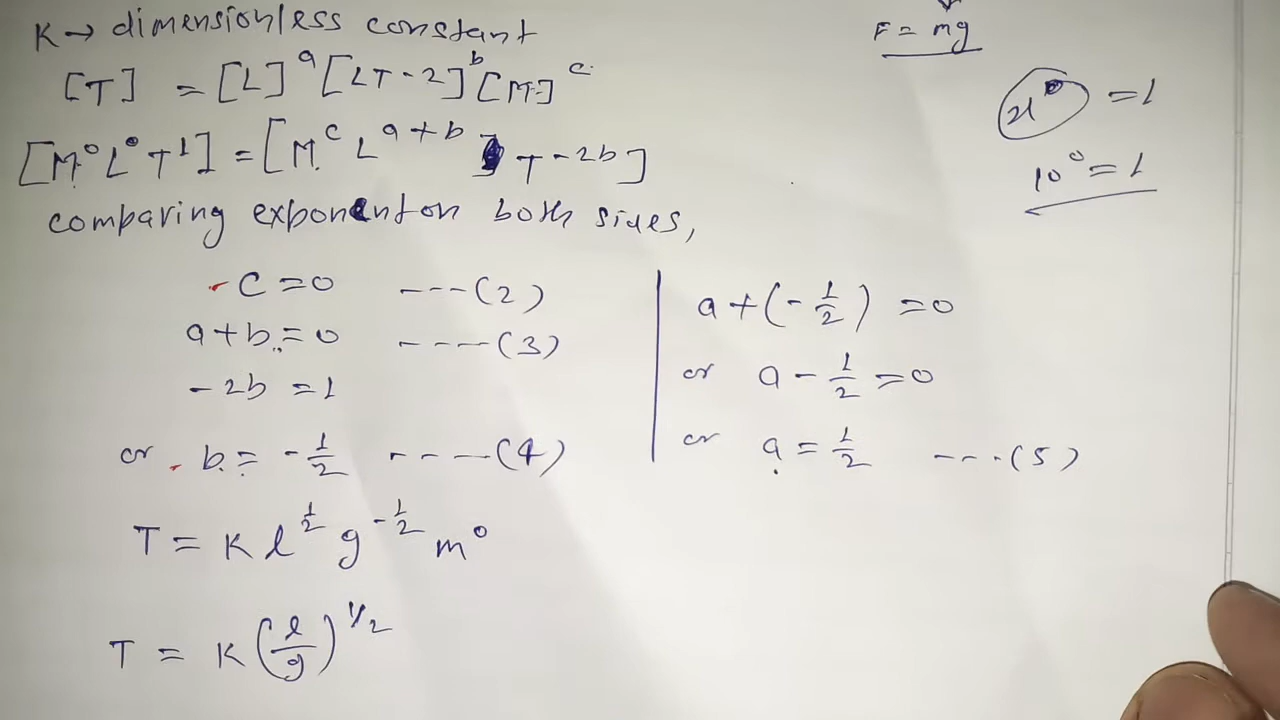 K → dimensionless constant
[T] = [L]^a [LT-2]^b [M]^c
[M^0 L^0 T^1] = [M^c L^a+b T^-2b]
comparing exponent on both sides,
c = 0 ---(2)
a+b = 0 ----(3)
-2b = 1
or b = -1/2 ----(4)
T = K l^1/2 g^-1/2 m^0
T = K (l/g)^1/2
a + (-1/2) = 0
or a - 1/2 = 0
or a = 1/2 ---(5)
F = mg
x^0 = 1
10^0 = 1